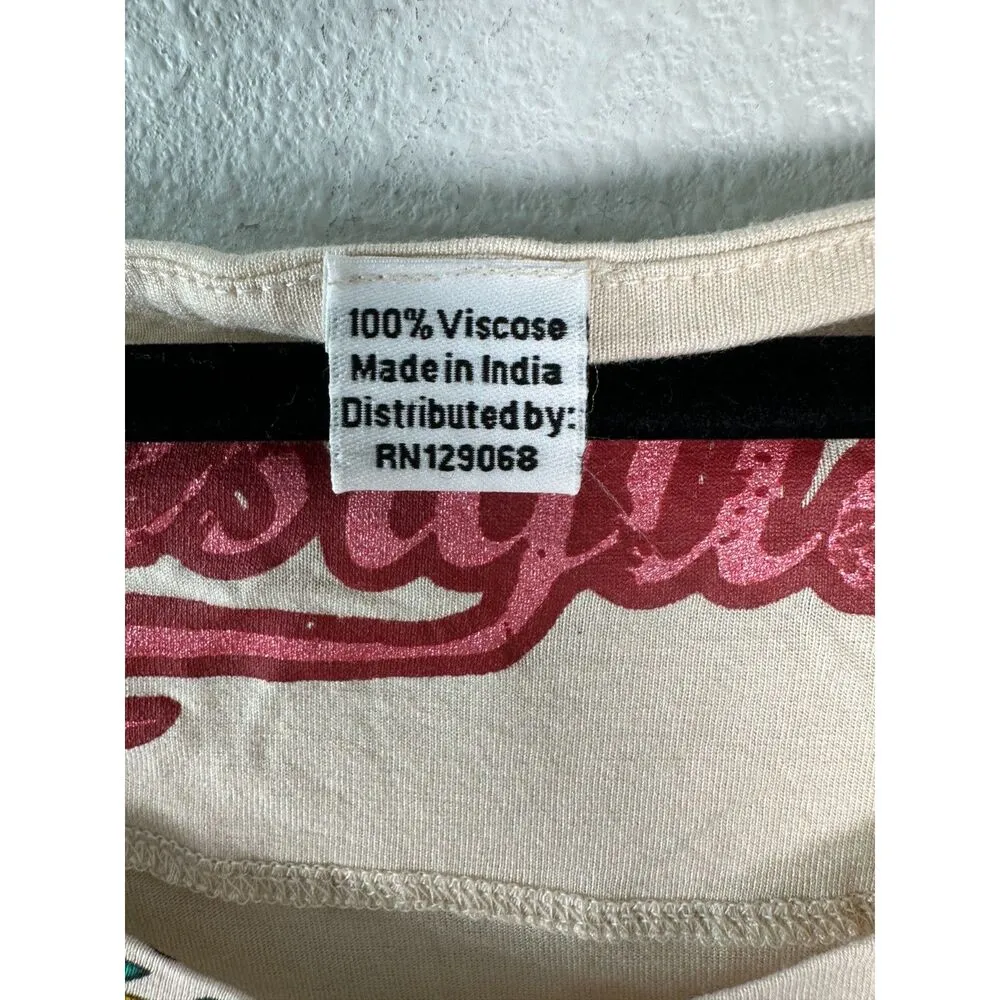 100% Viscose
Made in India
Distributed by:
RN129068